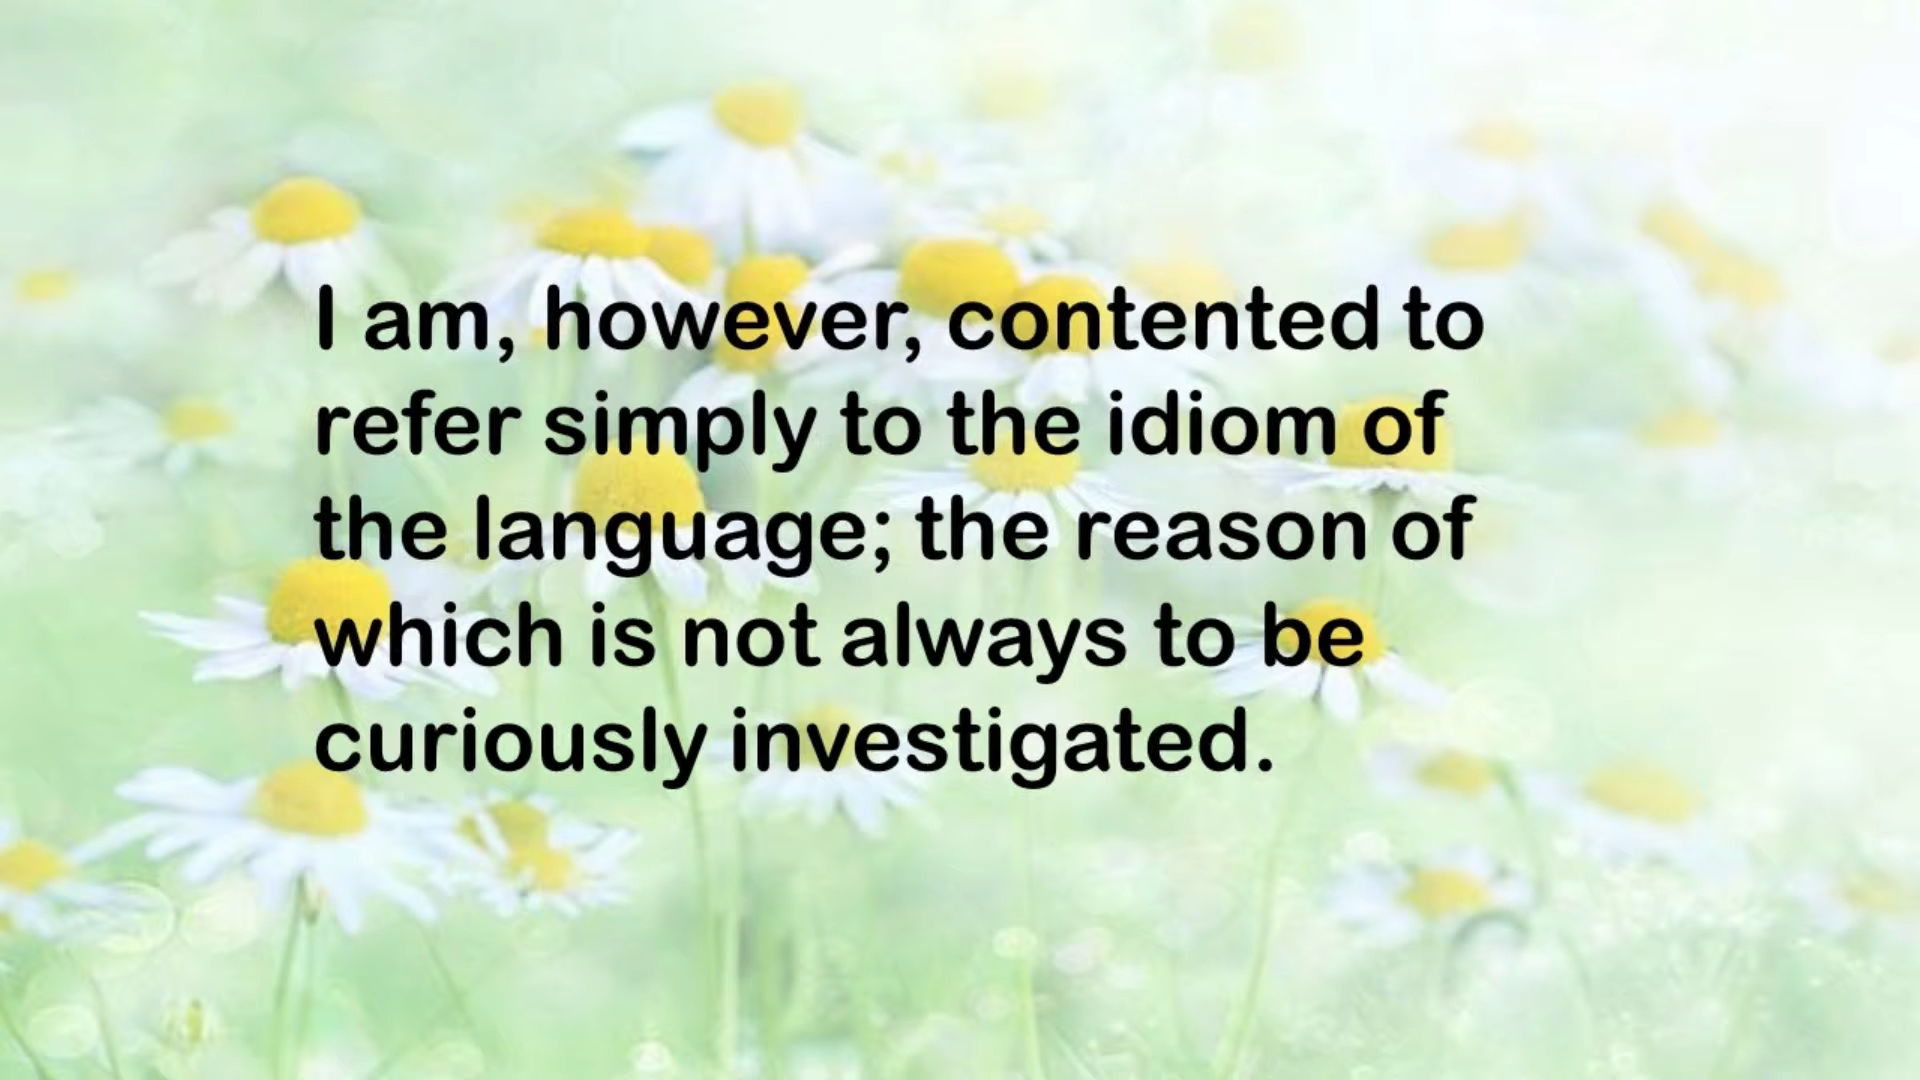 I am, however, contented to
refer simply to the idiom of
the language; the reason of
which is not always to be
curiously investigated.